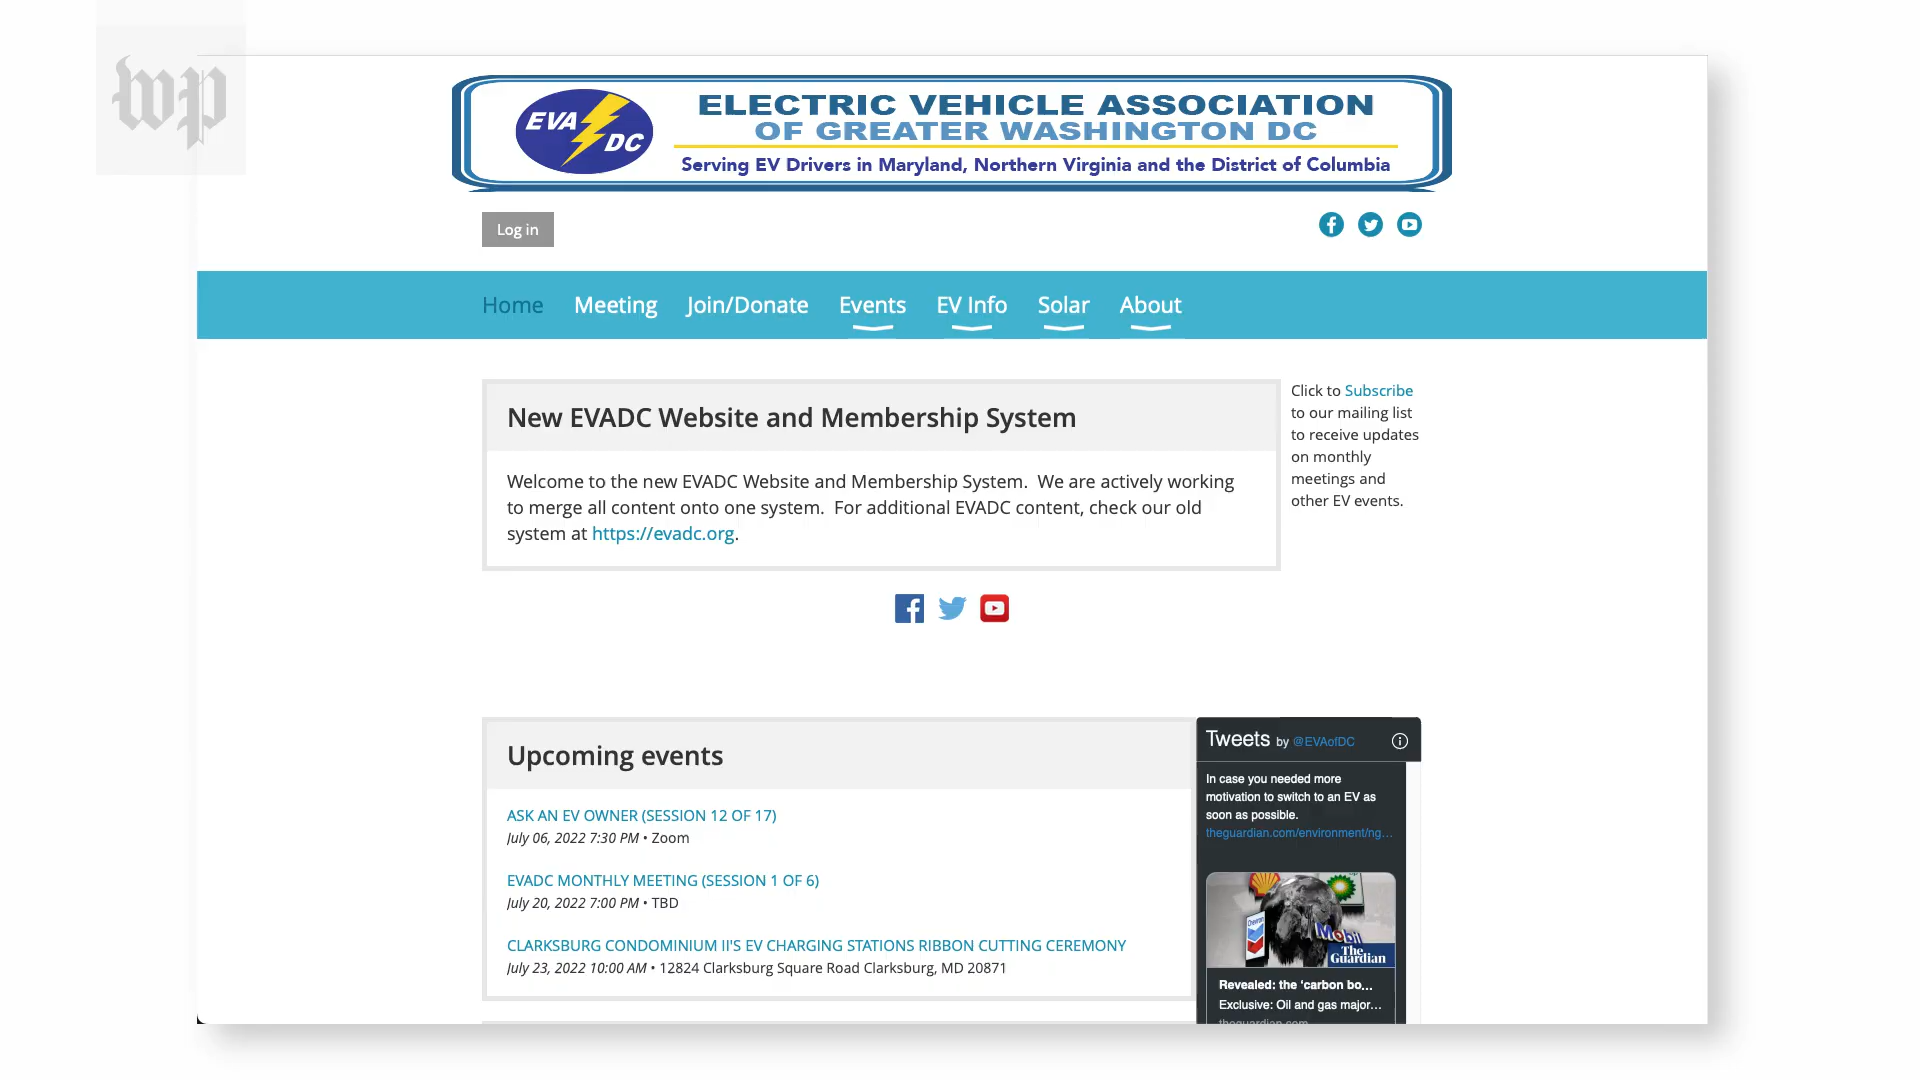 wp
EVA DC
ELECTRIC VEHICLE ASSOCIATION
OF GREATER WASHINGTON DC
Serving EV Drivers in Maryland, Northern Virginia and the District of Columbia
Log in
Home Meeting Join/Donate Events EV Info Solar About
New EVADC Website and Membership System
Welcome to the new EVADC Website and Membership System. We are actively working
to merge all content onto one system. For additional EVADC content, check our old
system at https://evadc.org.
Click to Subscribe
to our mailing list
to receive updates
on monthly
meetings and
other EV events.
Upcoming events
ASK AN EV OWNER (SESSION 12 OF 17)
July 06, 2022 7:30 PM • Zoom
EVADC MONTHLY MEETING (SESSION 1 OF 6)
July 20, 2022 7:00 PM • TBD
CLARKSBURG CONDOMINIUM II'S EV CHARGING STATIONS RIBBON CUTTING CEREMONY
July 23, 2022 10:00 AM • 12824 Clarksburg Square Road Clarksburg, MD 20871
Tweets by @EVAofDC
In case you needed more
motivation to switch to an EV as
soon as possible.
theguardian.com/environment/ng…
SHELL
bp
Chevron
Mobil
The
Guardian
Revealed: the ‘carbon bo…
Exclusive: Oil and gas major…
theguardian.com